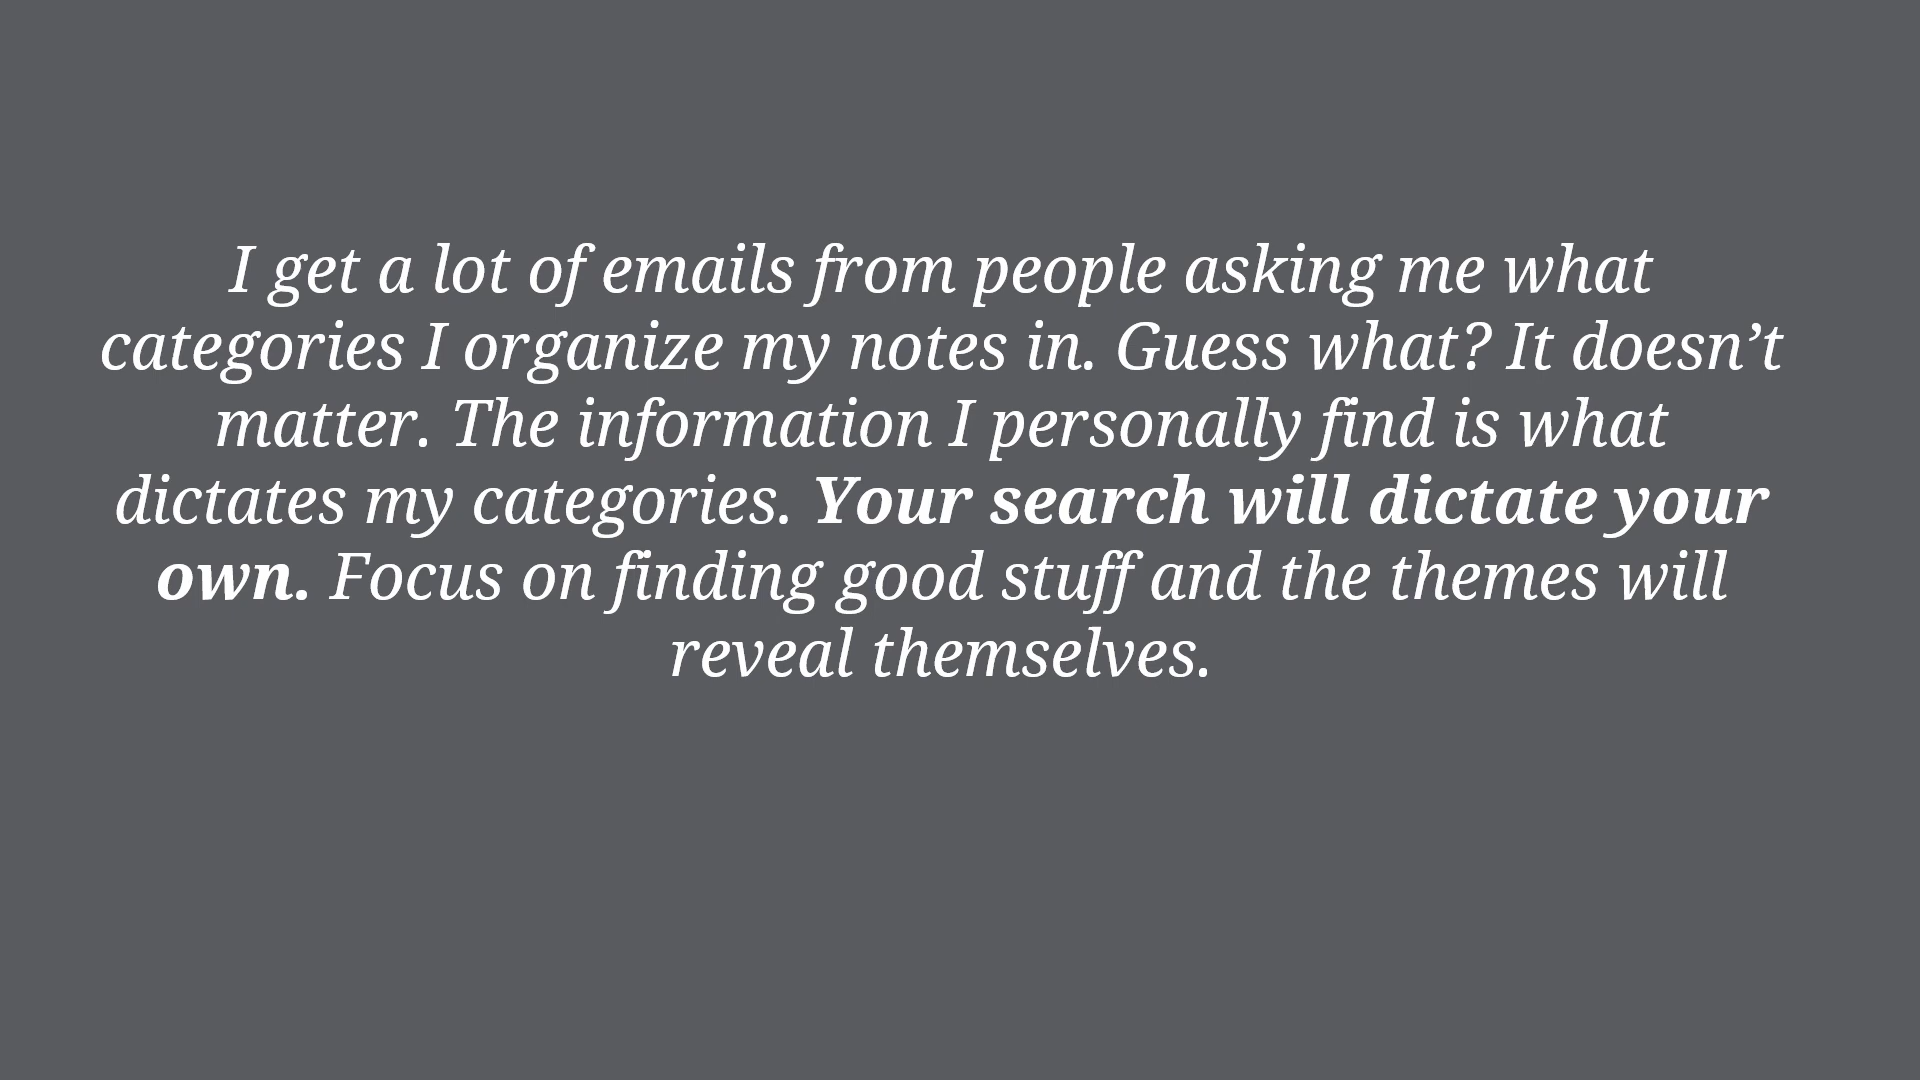 I get a lot of emails from people asking me what
categories I organize my notes in. Guess what? It doesn’t
matter. The information I personally find is what
dictates my categories. Your search will dictate your
own. Focus on finding good stuff and the themes will
reveal themselves.